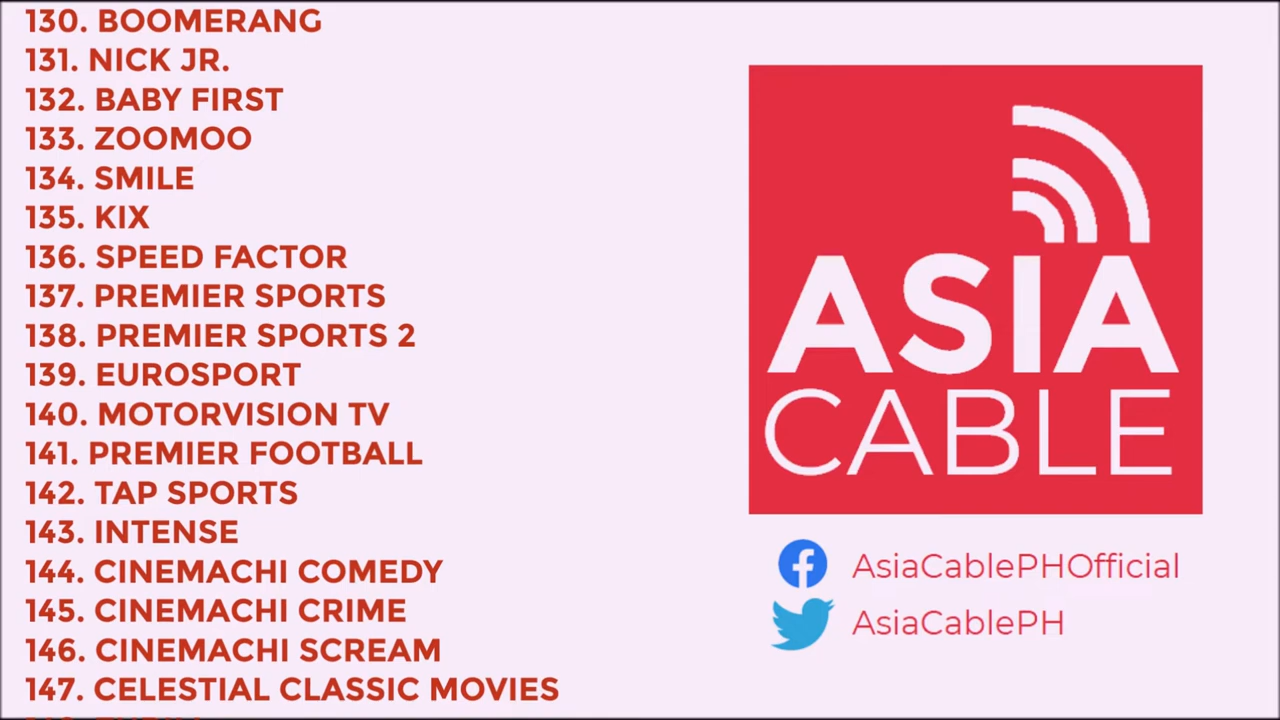 130. BOOMERANG
131. NICK JR.
132. BABY FIRST
133. ZOOMOO
134. SMILE
135. KIX
136. SPEED FACTOR
137. PREMIER SPORTS
138. PREMIER SPORTS 2
139. EUROSPORT
140. MOTORVISION TV
141. PREMIER FOOTBALL
142. TAP SPORTS
143. INTENSE
144. CINEMACHI COMEDY
145. CINEMACHI CRIME
146. CINEMACHI SCREAM
147. CELESTIAL CLASSIC MOVIES
ASIA
CABLE
AsiaCablePHOfficial
AsiaCablePH